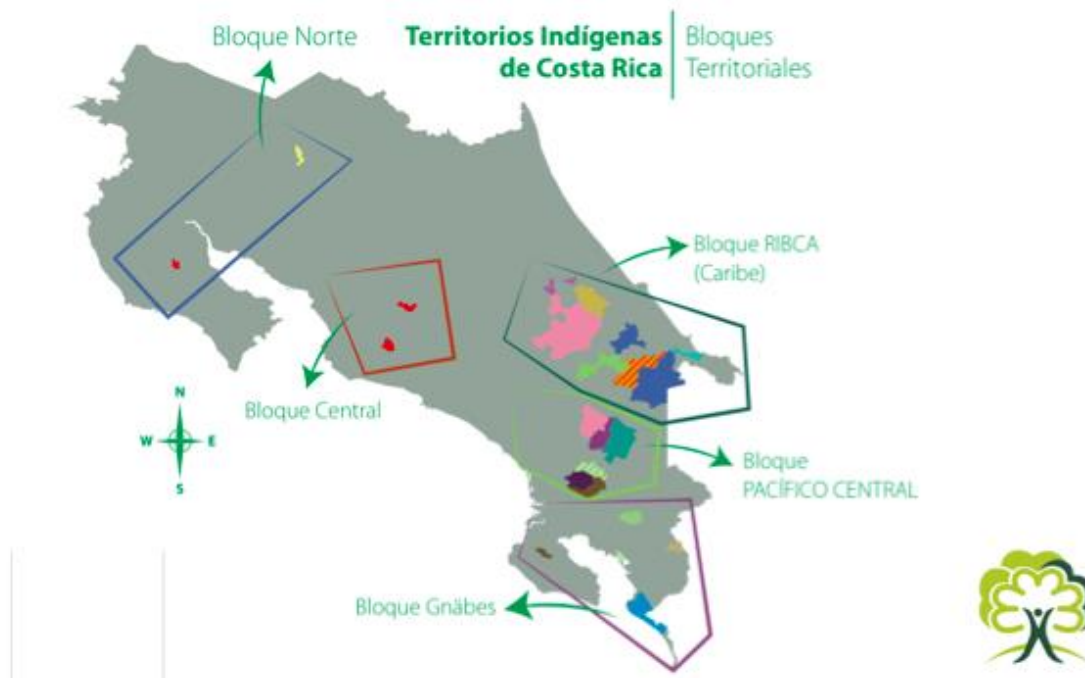 Bloque Norte
Territorios Indígenas
de Costa Rica
Bloques
Territoriales
Bloque RIBCA
(Caribe)
Bloque Central
N
W E
S
Bloque
PACÍFICO CENTRAL
Bloque Gnäbes